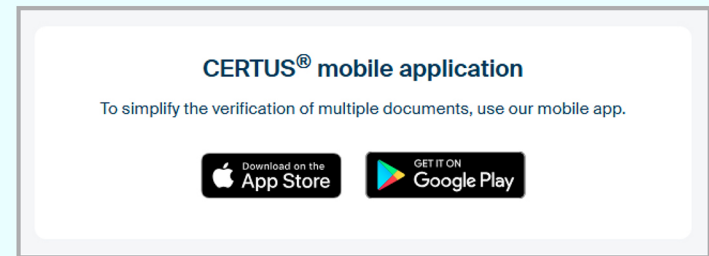 CERTUS® mobile application
To simplify the verification of multiple documents, use our mobile app.
Download on the
App Store
GET IT ON
Google Play